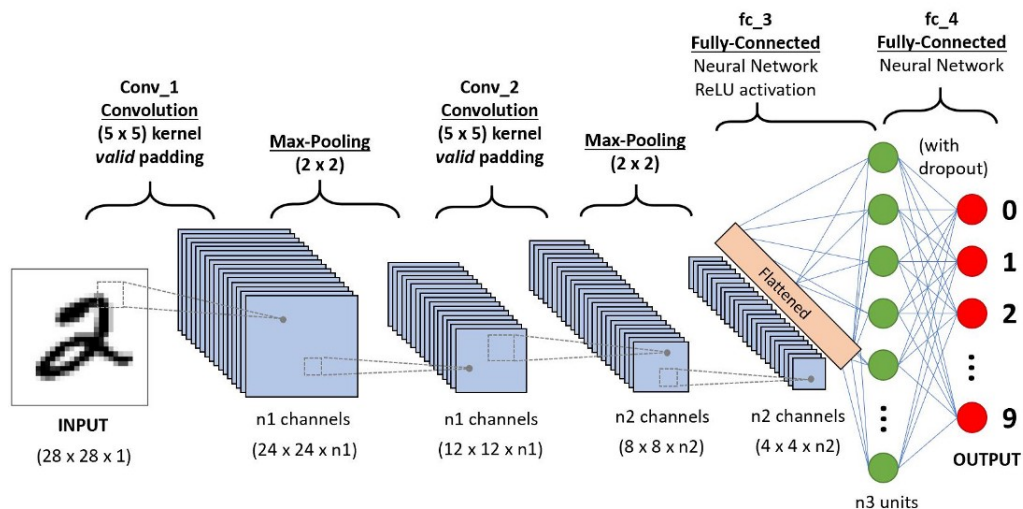 fc_3
Fully-Connected
Neural Network
ReLU activation
fc_4
Fully-Connected
Neural Network
Conv_1
Convolution
(5 x 5) kernel
valid padding
Max-Pooling
(2 x 2)
Conv_2
Convolution
(5 x 5) kernel
valid padding
Max-Pooling
(2 x 2)
(with
dropout)
Flattened
0
1
2
9
2
INPUT
(28 x 28 x 1)
n1 channels
(24 x 24 x n1)
n1 channels
(12 x 12 x n1)
n2 channels
(8 x 8 x n2)
n2 channels
(4 x 4 x n2)
n3 units
OUTPUT